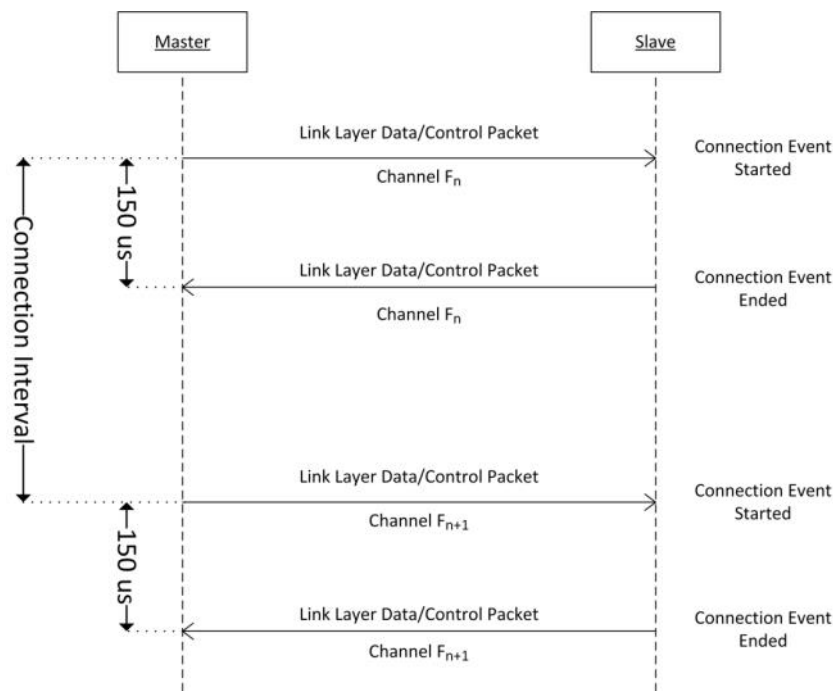 Master
Slave
Link Layer Data/Control Packet
Channel Fn
Connection Event
Started
150 us
Connection Interval
Link Layer Data/Control Packet
Channel Fn
Connection Event
Ended
Link Layer Data/Control Packet
Channel Fn+1
Connection Event
Started
150 us
Link Layer Data/Control Packet
Channel Fn+1
Connection Event
Ended